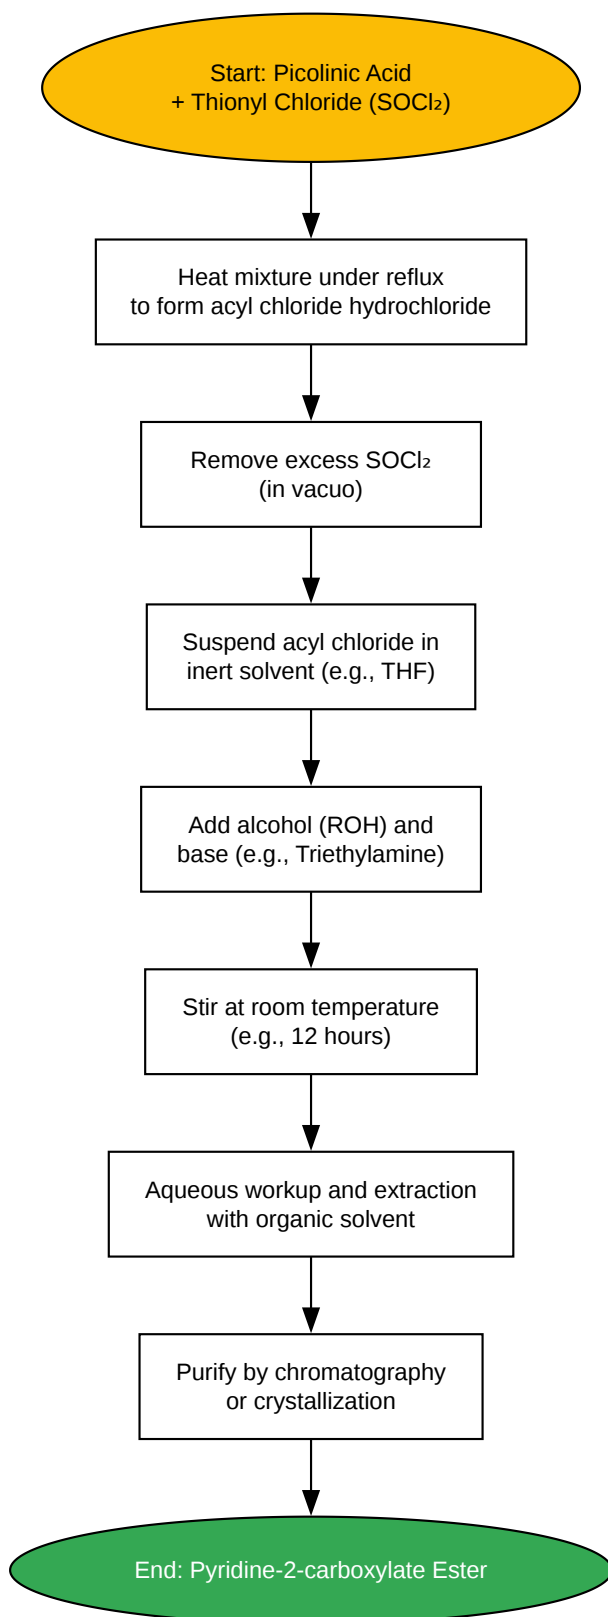 Start: Picolinic Acid
+ Thionyl Chloride (SOCl₂)
Heat mixture under reflux
to form acyl chloride hydrochloride
Remove excess SOCl₂
(in vacuo)
Suspend acyl chloride in
inert solvent (e.g., THF)
Add alcohol (ROH) and
base (e.g., Triethylamine)
Stir at room temperature
(e.g., 12 hours)
Aqueous workup and extraction
with organic solvent
Purify by chromatography
or crystallization
End: Pyridine-2-carboxylate Ester